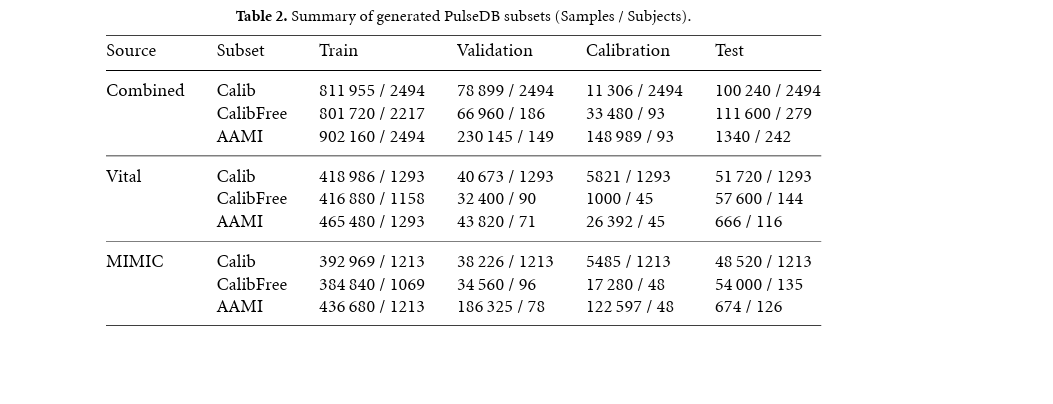 Table 2. Summary of generated PulseDB subsets (Samples / Subjects).
Source Subset Train Validation Calibration Test
Combined Calib 811 955 / 2494 78 899 / 2494 11 306 / 2494 100 240 / 2494
CalibFree 801 720 / 2217 66 960 / 186 33 480 / 93 111 600 / 279
AAMI 902 160 / 2494 230 145 / 149 148 989 / 93 1340 / 242
Vital Calib 418 986 / 1293 40 673 / 1293 5821 / 1293 51 720 / 1293
CalibFree 416 880 / 1158 32 400 / 90 1000 / 45 57 600 / 144
AAMI 465 480 / 1293 43 820 / 71 26 392 / 45 666 / 116
MIMIC Calib 392 969 / 1213 38 226 / 1213 5485 / 1213 48 520 / 1213
CalibFree 384 840 / 1069 34 560 / 96 17 280 / 48 54 000 / 135
AAMI 436 680 / 1213 186 325 / 78 122 597 / 48 674 / 126